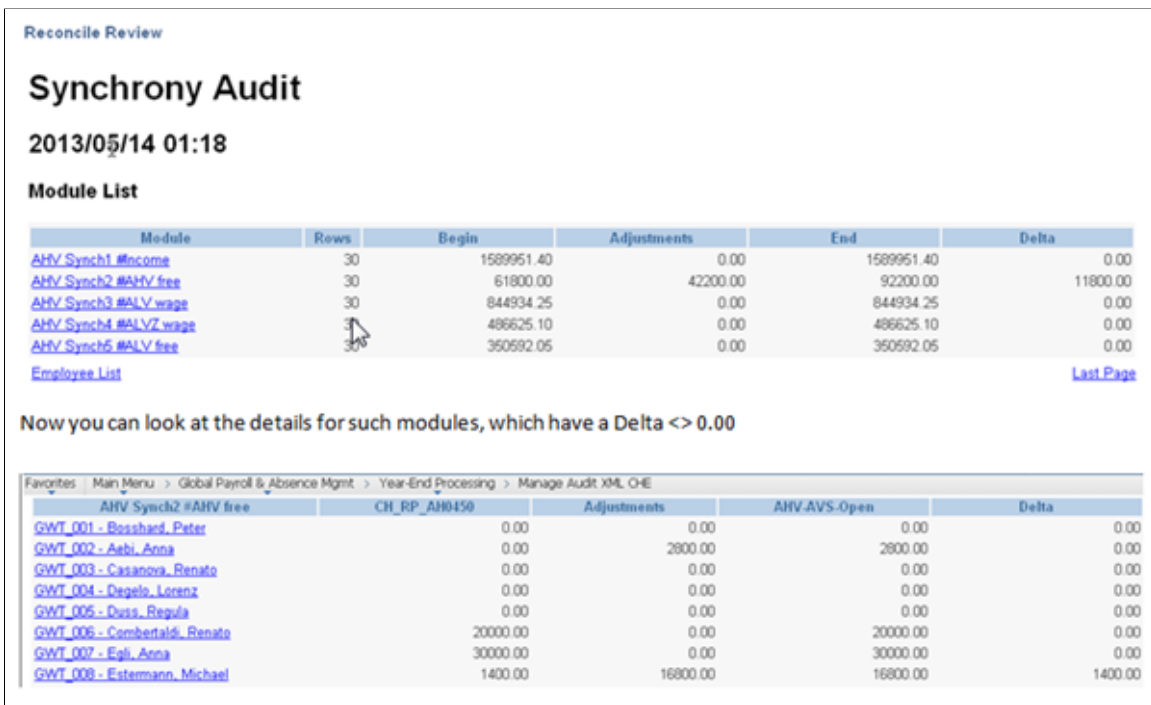 Reconcile Review
Synchrony Audit
2013/05/14 01:18
Module List
Module Rows Begin Adjustments End Delta
AHV Synch1 #Income 30 1589951.40 0.00 1589951.40 0.00
AHV Synch2 #AHV free 30 61800.00 42200.00 92200.00 11800.00
AHV Synch3 #ALV wage 30 844934.25 0.00 844934.25 0.00
AHV Synch4 #ALVZ wage 486625.10 0.00 486625.10 0.00
AHV Synch5 #ALV free 30 350592.05 0.00 350592.05 0.00
Employee List Last Page
Now you can look at the details for such modules, which have a Delta <> 0.00
Favorites Main Menu > Global Payroll & Absence Mgmt > Year-End Processing > Manage Audit XML CHE
AHV Synch2 #AHV free CH_RP_AH0450 Adjustments AHV-AVS-Open Delta
GWT_001 - Bosshard, Peter 0.00 0.00 0.00 0.00
GWT_002 - Aebi, Anna 0.00 2800.00 2800.00 0.00
GWT_003 - Casanova, Renato 0.00 0.00 0.00 0.00
GWT_004 - Degelo, Lorenz 0.00 0.00 0.00 0.00
GWT_005 - Duss, Regula 0.00 0.00 0.00 0.00
GWT_006 - Combertaldi, Renato 20000.00 0.00 20000.00 0.00
GWT_007 - Egli, Anna 30000.00 0.00 30000.00 0.00
GWT_008 - Estermann, Michael 1400.00 16800.00 16800.00 1400.00